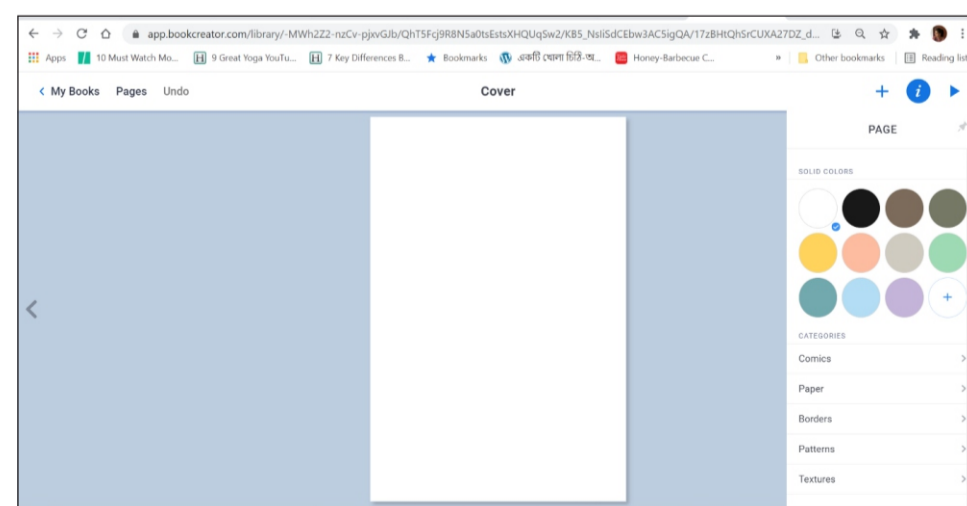 app.bookcreator.com/library/-MWh2Z2-nzCv-pjxvGJb/QhT5Fcj9R8N5a0tsEstsXHQUqSw2/KB5_NsliSdCEbw3AC5igQA/17zBHtQhSrCUXA27DZ_d...
Apps 10 Must Watch Mo... H 9 Great Yoga YouTu... H 7 Key Differences B... Bookmarks একটি খোলা চিঠি-অ... Honey-Barbecue C... » Other bookmarks Reading list
< My Books Pages Undo Cover + i
PAGE
SOLID COLORS
+
CATEGORIES
Comics >
Paper >
Borders >
Patterns >
Textures >